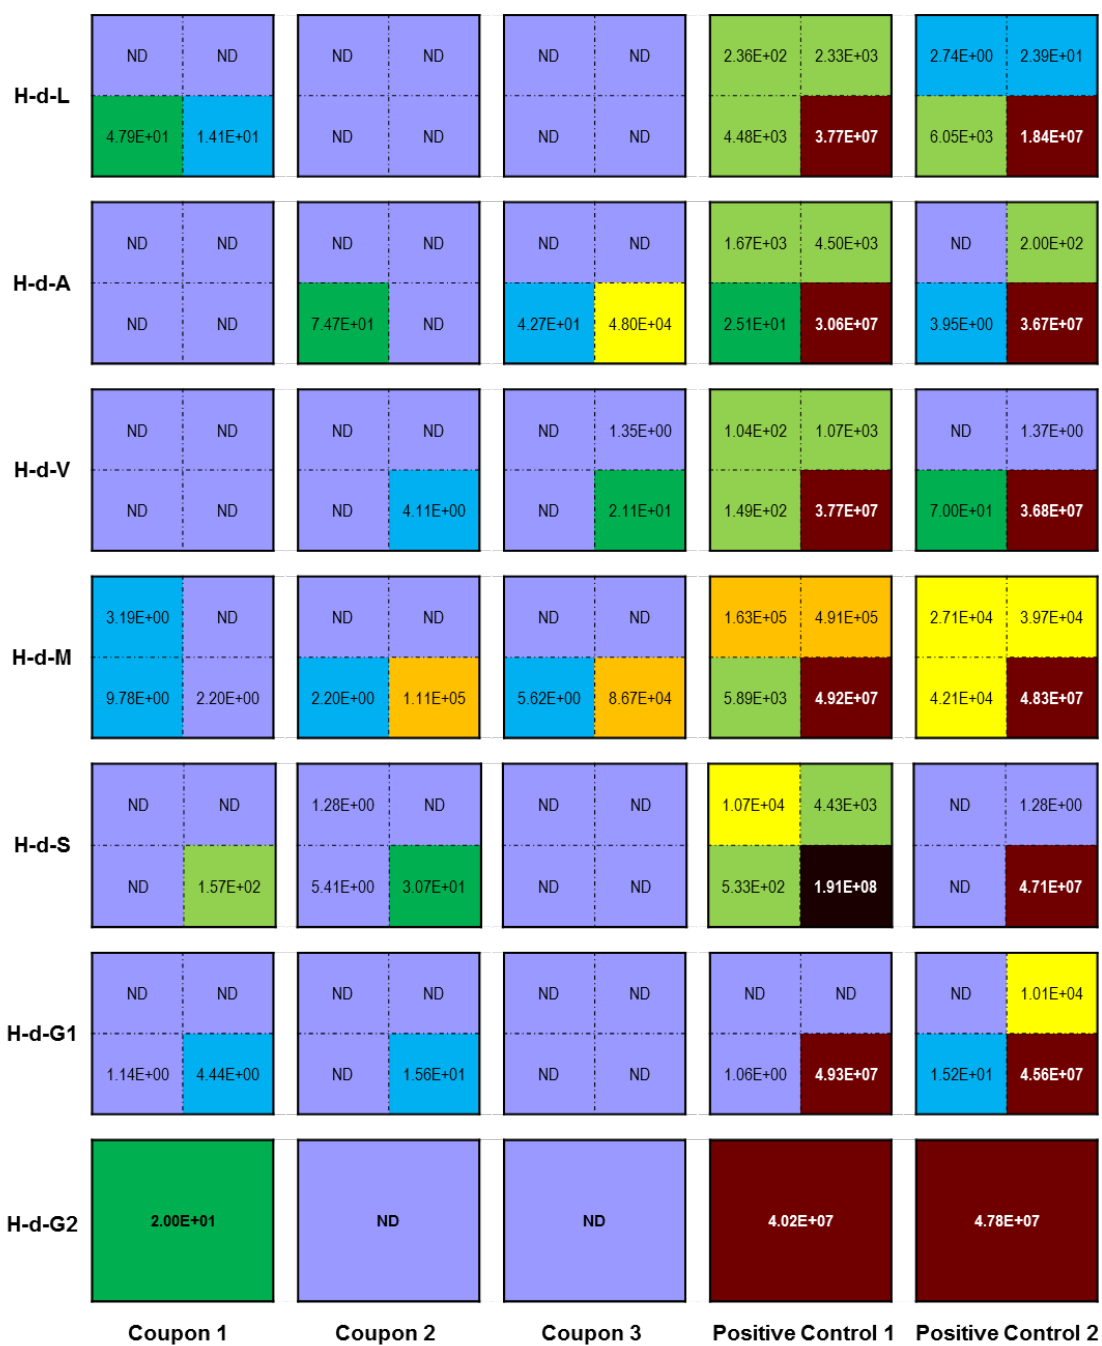 ND ND ND ND ND ND 2.36E+02 2.33E+03 2.74E+00 2.39E+01
H-d-L
4.79E+01 1.41E+01 ND ND ND ND 4.48E+03 3.77E+07 6.05E+03 1.84E+07
ND ND ND ND ND ND 1.67E+03 4.50E+03 ND 2.00E+02
H-d-A
ND ND 7.47E+01 ND 4.27E+01 4.80E+04 2.51E+01 3.06E+07 3.95E+00 3.67E+07
ND ND ND ND ND 1.35E+00 1.04E+02 1.07E+03 ND 1.37E+00
H-d-V
ND ND ND 4.11E+00 ND 2.11E+01 1.49E+02 3.77E+07 7.00E+01 3.68E+07
3.19E+00 ND ND ND ND ND 1.63E+05 4.91E+05 2.71E+04 3.97E+04
H-d-M
9.78E+00 2.20E+00 2.20E+00 1.11E+05 5.62E+00 8.67E+04 5.89E+03 4.92E+07 4.21E+04 4.83E+07
ND ND 1.28E+00 ND ND ND 1.07E+04 4.43E+03 ND 1.28E+00
H-d-S
ND 1.57E+02 5.41E+00 3.07E+01 ND ND 5.33E+02 1.91E+08 ND 4.71E+07
ND ND ND ND ND ND ND ND ND 1.01E+04
H-d-G1
1.14E+00 4.44E+00 ND 1.56E+01 ND ND 1.06E+00 4.93E+07 1.52E+01 4.56E+07
H-d-G2 2.00E+01 ND ND 4.02E+07 4.78E+07
Coupon 1 Coupon 2 Coupon 3 Positive Control 1 Positive Control 2